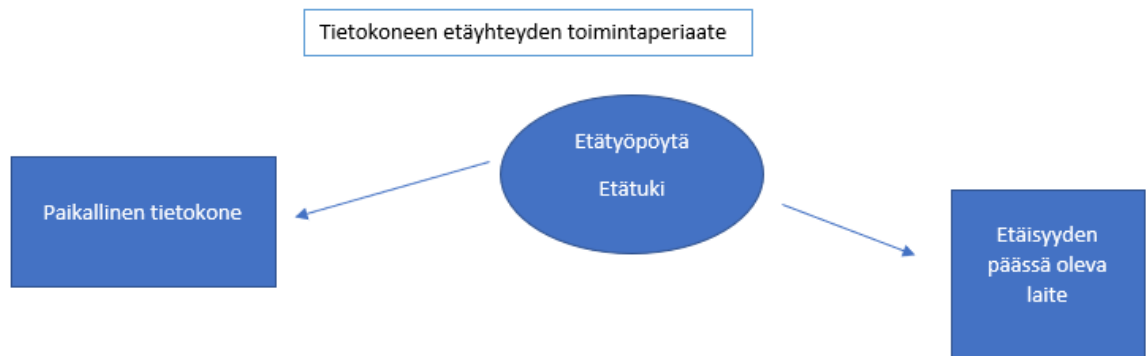 Tietokoneen etäyhteyden toimintaperiaate
Etätyöpöytä
Etätuki
Paikallinen tietokone
Etäisyyden
päässä oleva
laite